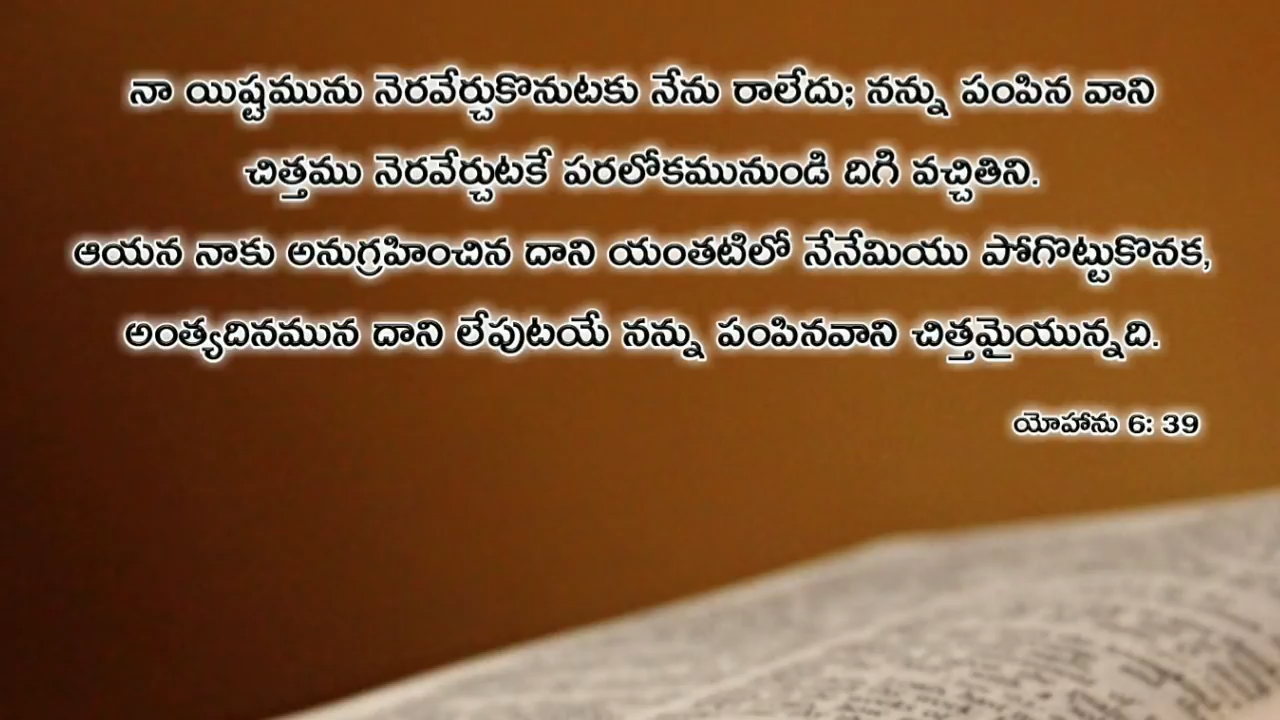 నా యిష్టమును నెరవేర్చుకొనుటకు నేను రాలేదు; నన్ను పంపిన వాని
చిత్తము నెరవేర్చుటకే పరలోకమునుండి దిగి వచ్చితిని.
ఆయన నాకు అనుగ్రహించిన దాని యంతటిలో నేనేమియు పోగొట్టుకొనక,
అంత్యదినమున దాని లేపుటయే నన్ను పంపినవాని చిత్తమైయున్నది.
యోహాను 6: 39